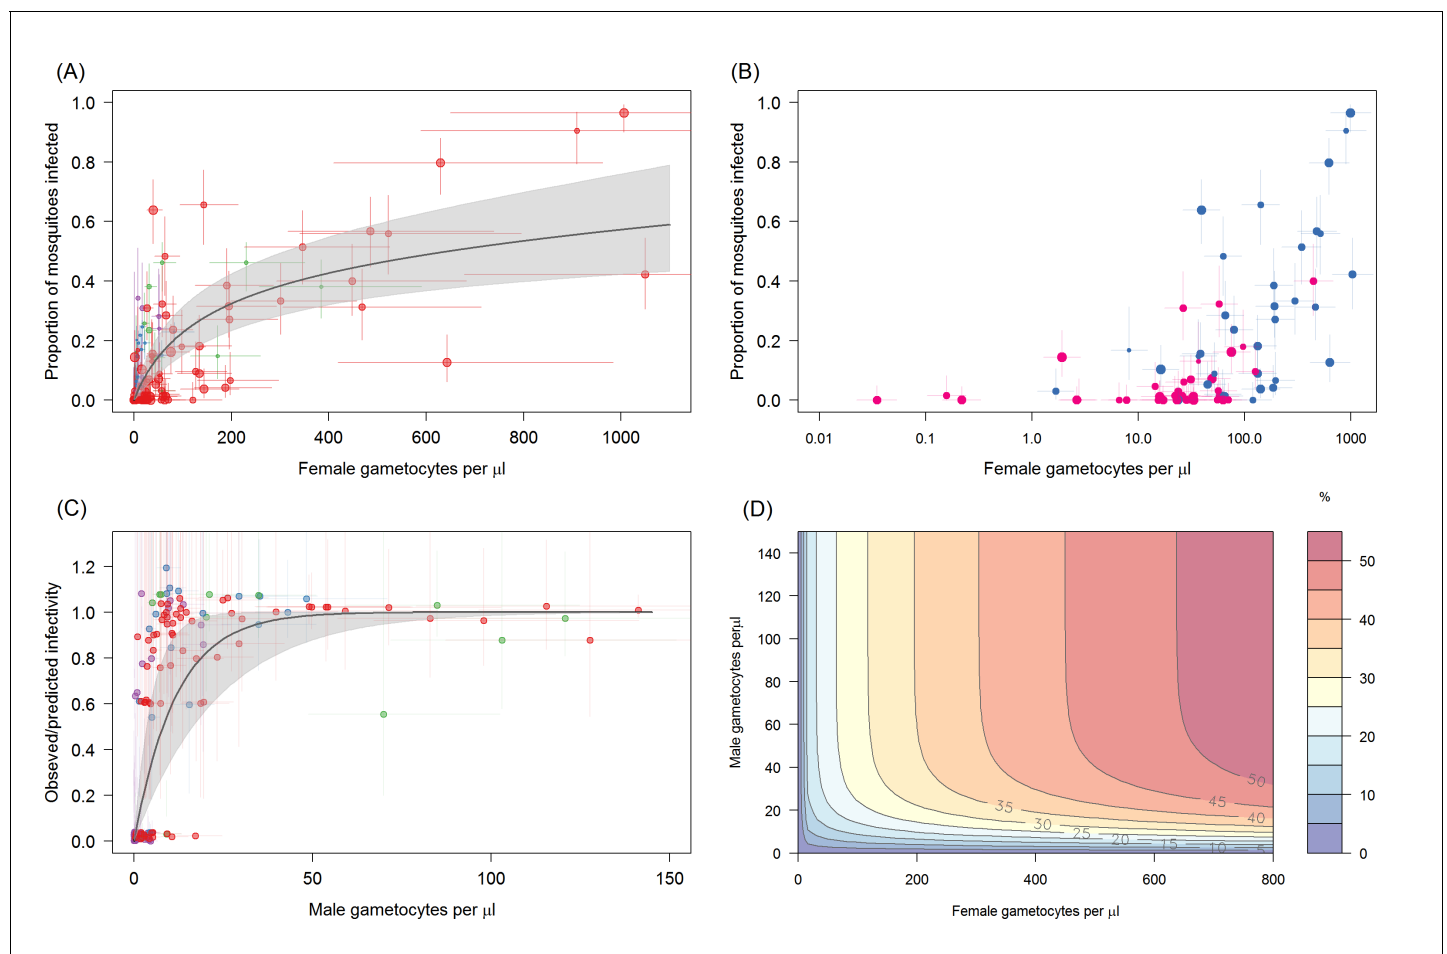 (A)
Proportion of mosquitoes infected
1.0
0.8
0.6
0.4
0.2
0.0
0 200 400 600 800 1000
Female gametocytes per µl
(B)
Proportion of mosquitoes infected
1.0
0.8
0.6
0.4
0.2
0.0
0.01 0.1 1.0 10.0 100.0 1000
Female gametocytes per µl
(C)
Obseved/predicted infectivity
1.2
1.0
0.8
0.6
0.4
0.2
0.0
0 50 100 150
Male gametocytes per µl
(D)
Male gametocytes perµl
140
120
100
80
60
40
20
0
50
45
40
35
30
25
20
15
10
5
0 200 400 600 800
Female gametocytes per µl
%
50
40
30
20
10
0